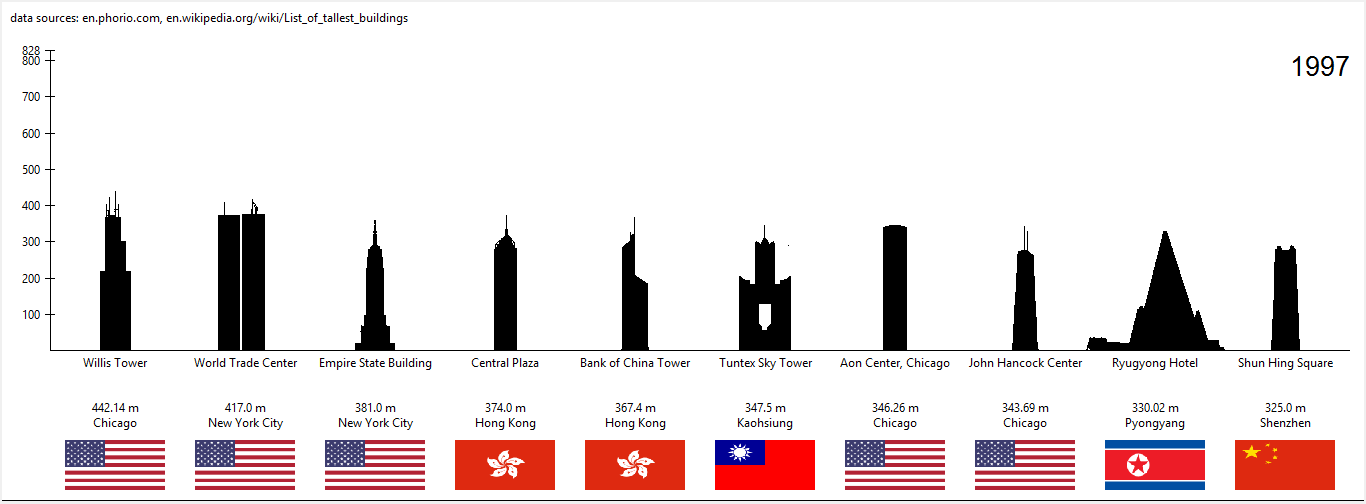 data sources: en.phorio.com, en.wikipedia.org/wiki/List_of_tallest_buildings
1997
828
800
700
600
500
400
300
200
100
Willis Tower World Trade Center Empire State Building Central Plaza Bank of China Tower Tuntex Sky Tower Aon Center, Chicago John Hancock Center Ryugyong Hotel Shun Hing Square
442.14 m 417.0 m 381.0 m 374.0 m 367.4 m 347.5 m 346.26 m 343.69 m 330.02 m 325.0 m
Chicago New York City New York City Hong Kong Hong Kong Kaohsiung Chicago Chicago Pyongyang Shenzhen